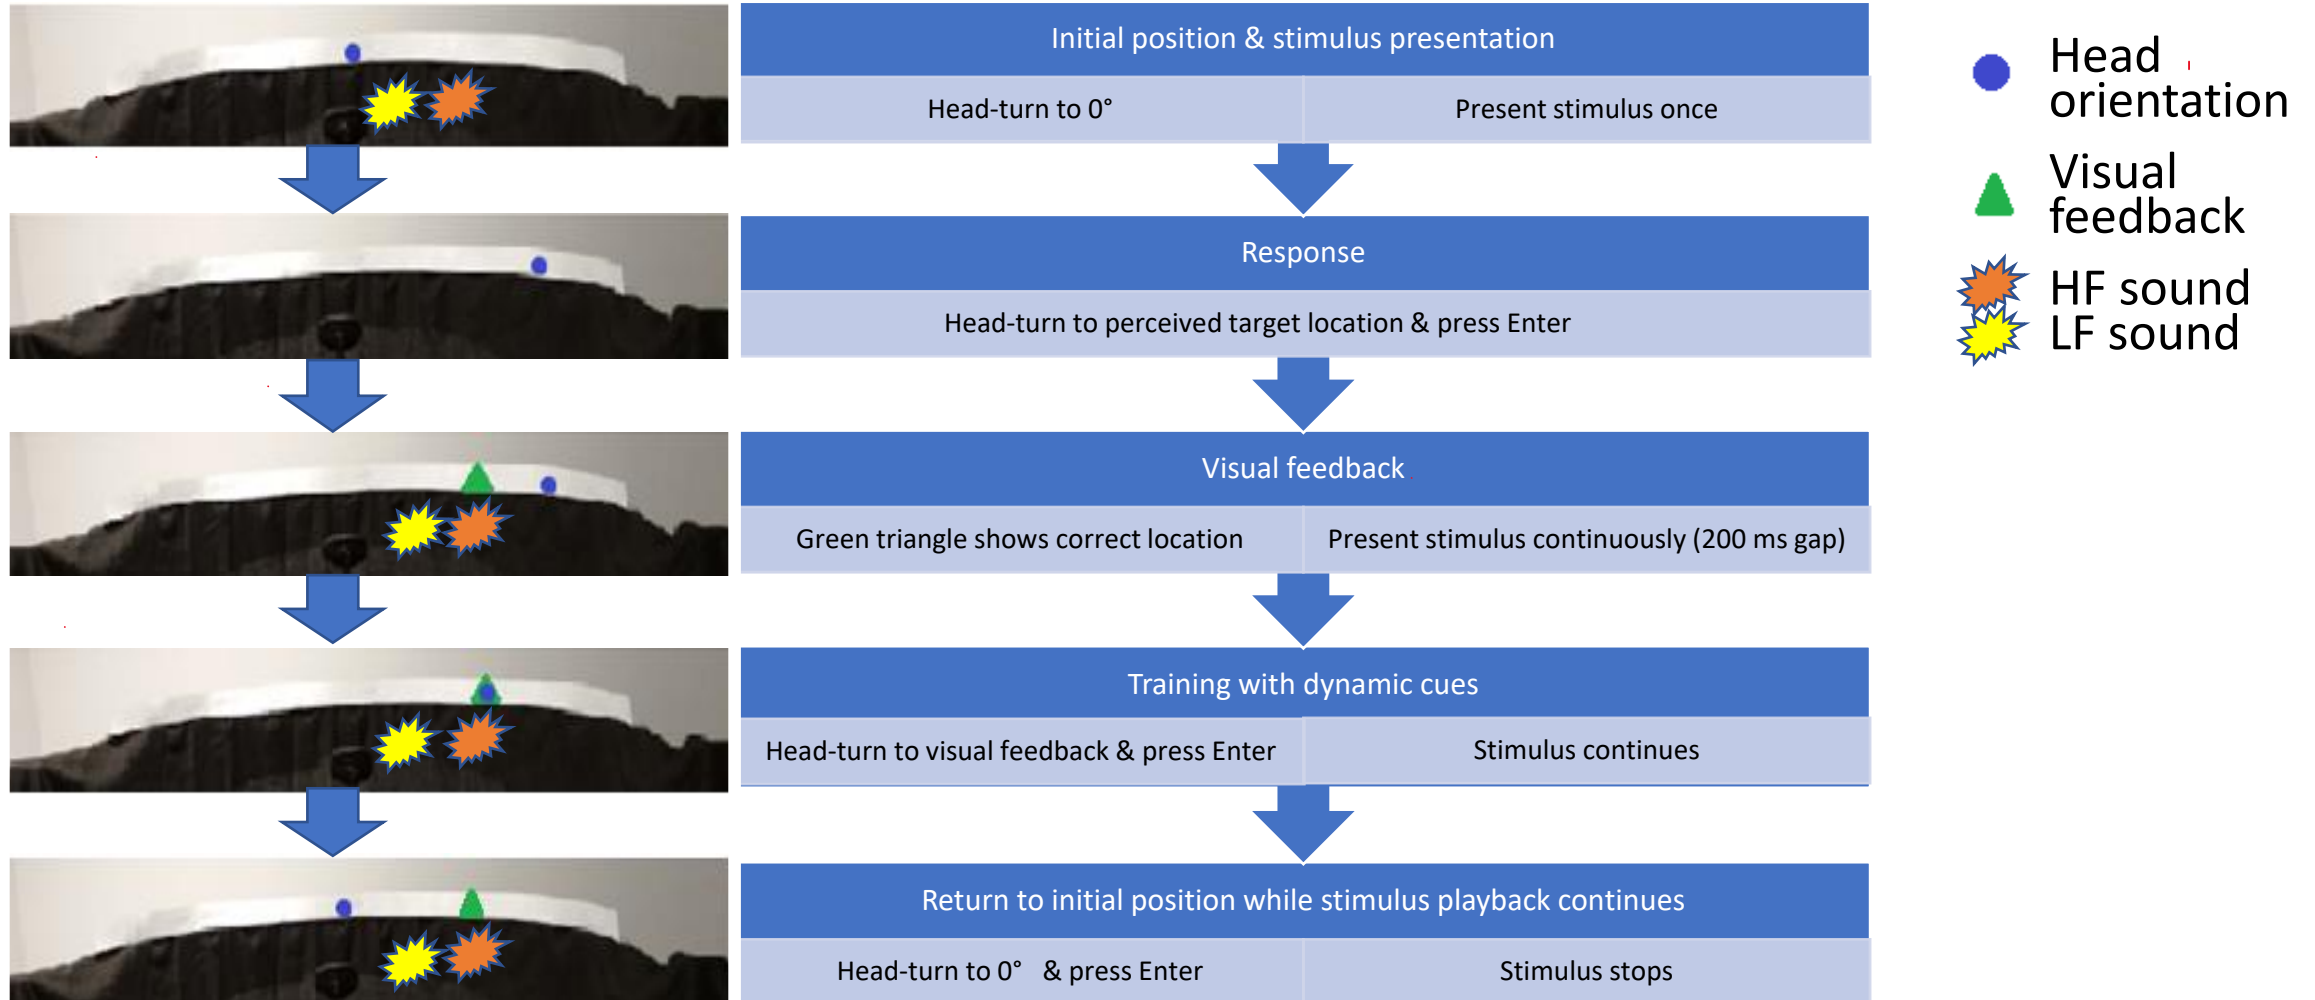 Initial position & stimulus presentation
Head-turn to 0°
Present stimulus once
Response
Head-turn to perceived target location & press Enter
Visual feedback
Green triangle shows correct location
Present stimulus continuously (200 ms gap)
Training with dynamic cues
Head-turn to visual feedback & press Enter
Stimulus continues
Return to initial position while stimulus playback continues
Head-turn to 0° & press Enter
Stimulus stops
Head
orientation
Visual
feedback
HF sound
LF sound